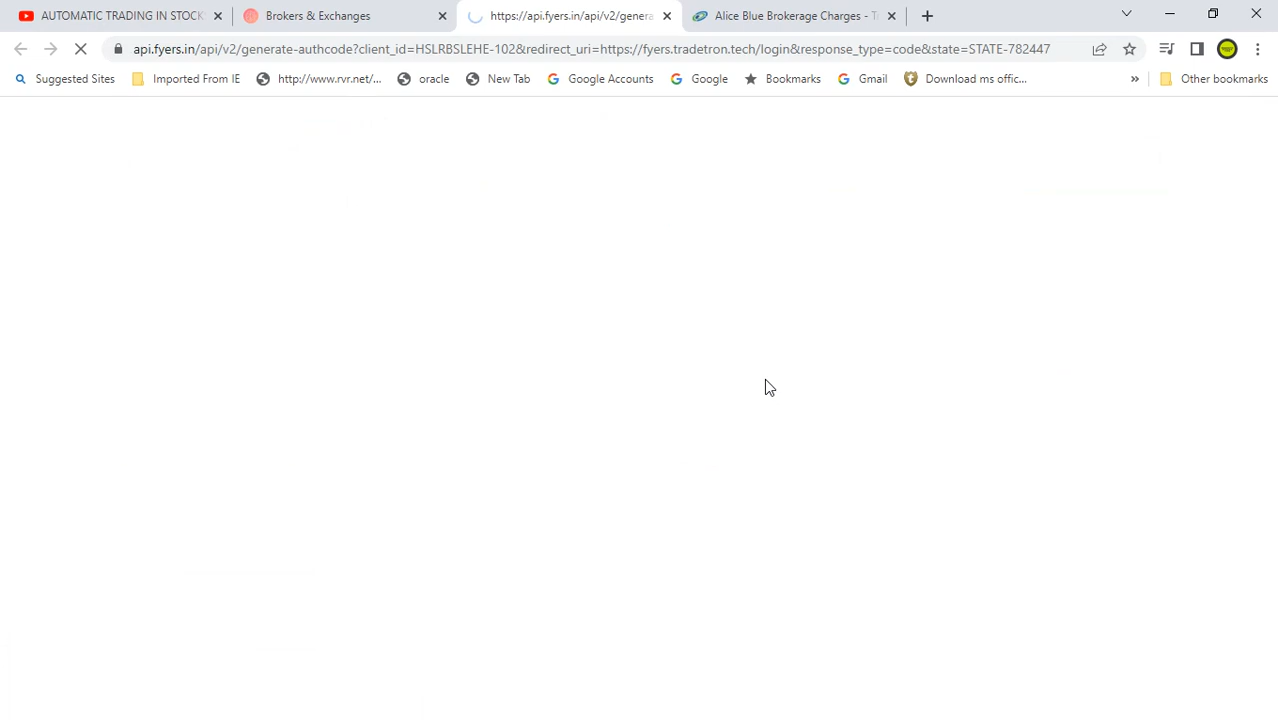 AUTOMATIC TRADING IN STOCK
Brokers & Exchanges
https://api.fyers.in/api/v2/genera
Alice Blue Brokerage Charges - Tr
api.fyers.in/api/v2/generate-authcode?client_id=HSLRBSLEHE-102&redirect_uri=https://fyers.tradetron.tech/login&response_type=code&state=STATE-782447
Suggested Sites
Imported From IE
http://www.rvr.net/...
oracle
New Tab
Google Accounts
Google
Bookmarks
Gmail
Download ms offic...
Other bookmarks